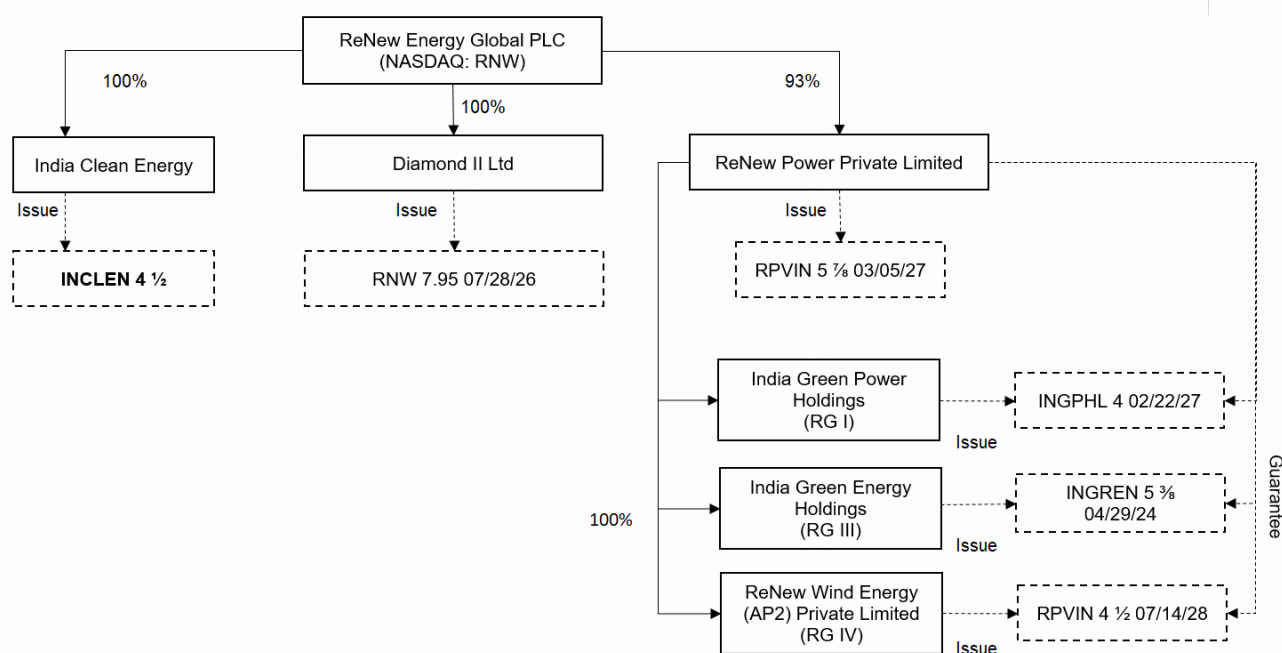 ReNew Energy Global PLC
(NASDAQ: RNW)
100%
100%
93%
India Clean Energy
Diamond II Ltd
ReNew Power Private Limited
Issue
Issue
Issue
INCLEN 4 ½
RNW 7.95 07/28/26
RPVIN 5 ⅞ 03/05/27
India Green Power
Holdings
(RG I)
INGPHL 4 02/22/27
Issue
India Green Energy
Holdings
(RG III)
INGREN 5 ⅜
04/29/24
Guarantee
100%
Issue
ReNew Wind Energy
(AP2) Private Limited
(RG IV)
RPVIN 4 ½ 07/14/28
Issue